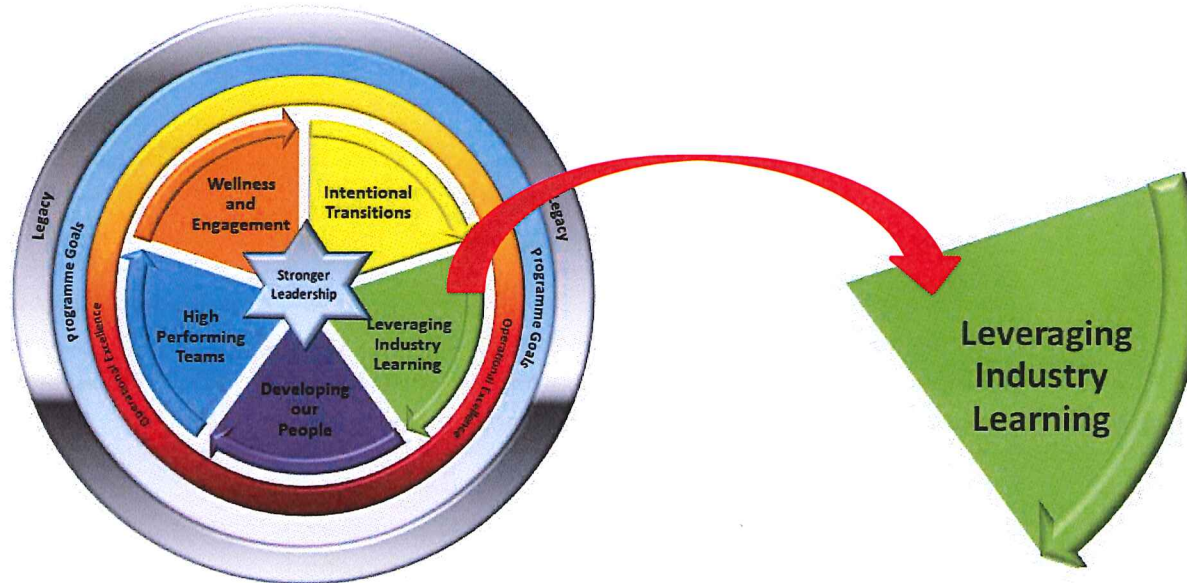 Legacy
Legacy
Programme Goals
Programme Goals
Operational Excellence
Operational Excellence
Wellness
and
Engagement
Intentional
Transitions
Stronger
Leadership
High
Performing
Teams
Leveraging
Industry
Learning
Developing
our
People
Leveraging
Industry
Learning